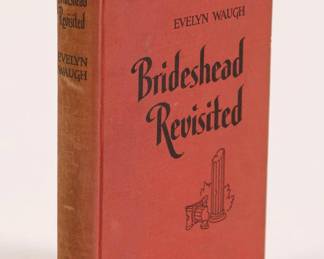 Brideshead
Revisited
EVELYN
WAUGH
EVELYN WAUGH
Brideshead
Revisited